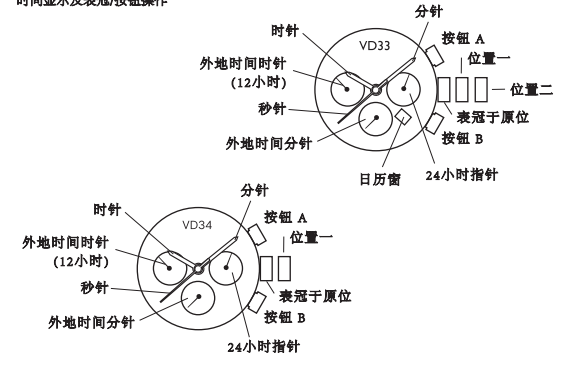 时间显示及表冠/按钮操作
分针
时针
VD33
按钮 A
位置一
外地时间时针
(12小时)
位置二
秒针
表冠于原位
外地时间分针
按钮 B
日历窗
24小时指针
分针
时针
VD34
按钮 A
位置一
外地时间时针
(12小时)
秒针
表冠于原位
外地时间分针
按钮 B
24小时指针